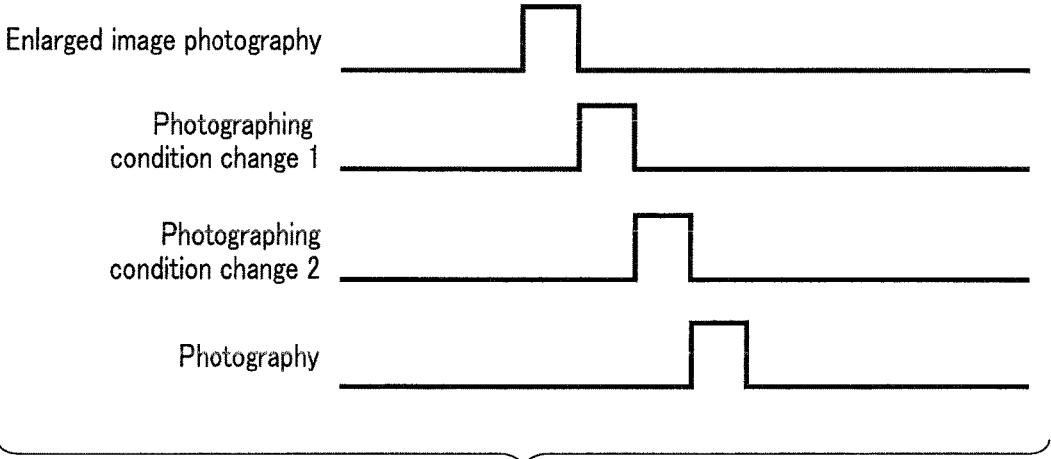 Enlarged image photography
Photographing
condition change 1
Photographing
condition change 2
Photography